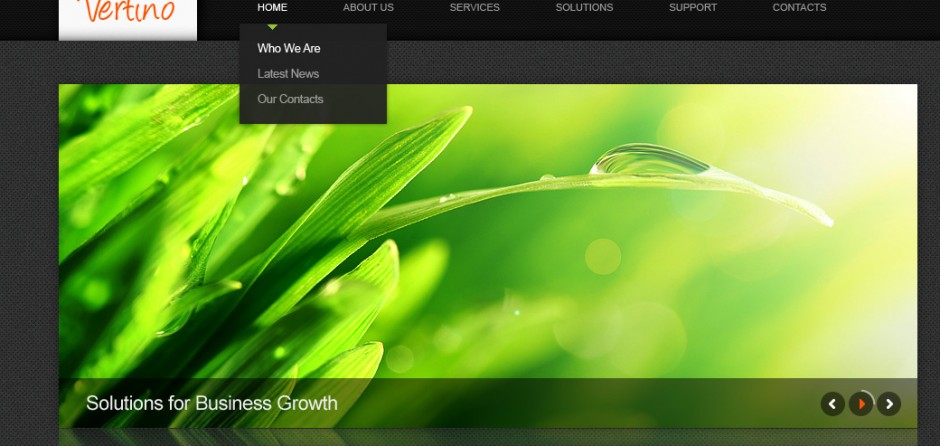 Vertino
HOME ABOUT US SERVICES SOLUTIONS SUPPORT CONTACTS
Who We Are
Latest News
Our Contacts
Solutions for Business Growth